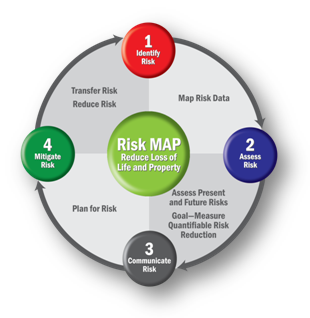 1
Identify
Risk
Transfer Risk
Reduce Risk
Map Risk Data
4
Mitigate
Risk
Risk MAP
Reduce Loss of
Life and Property
2
Assess
Risk
Plan for Risk
Assess Present
and Future Risks
Goal—Measure
Quantifiable Risk
Reduction
3
Communicate
Risk